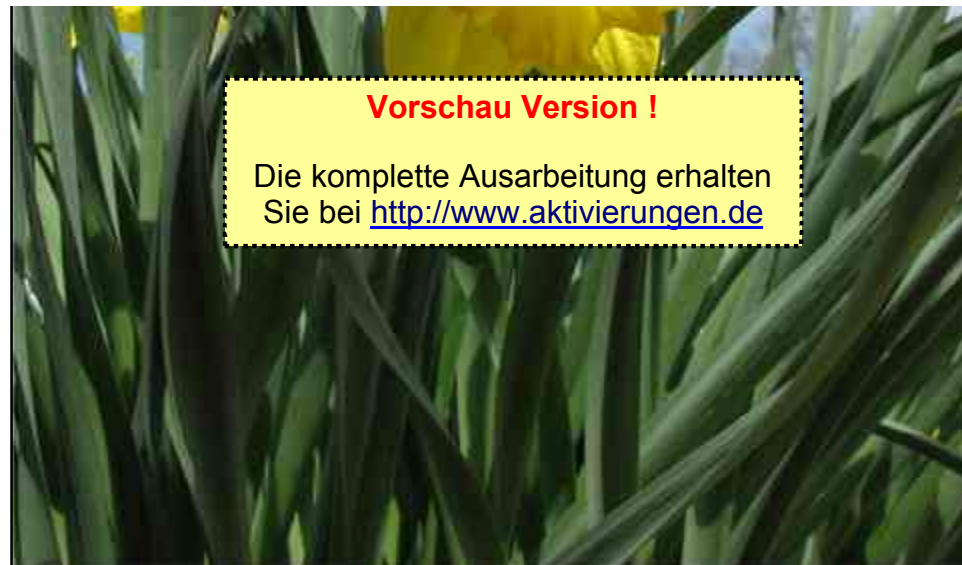 Vorschau Version !
Die komplette Ausarbeitung erhalten
Sie bei http://www.aktivierungen.de